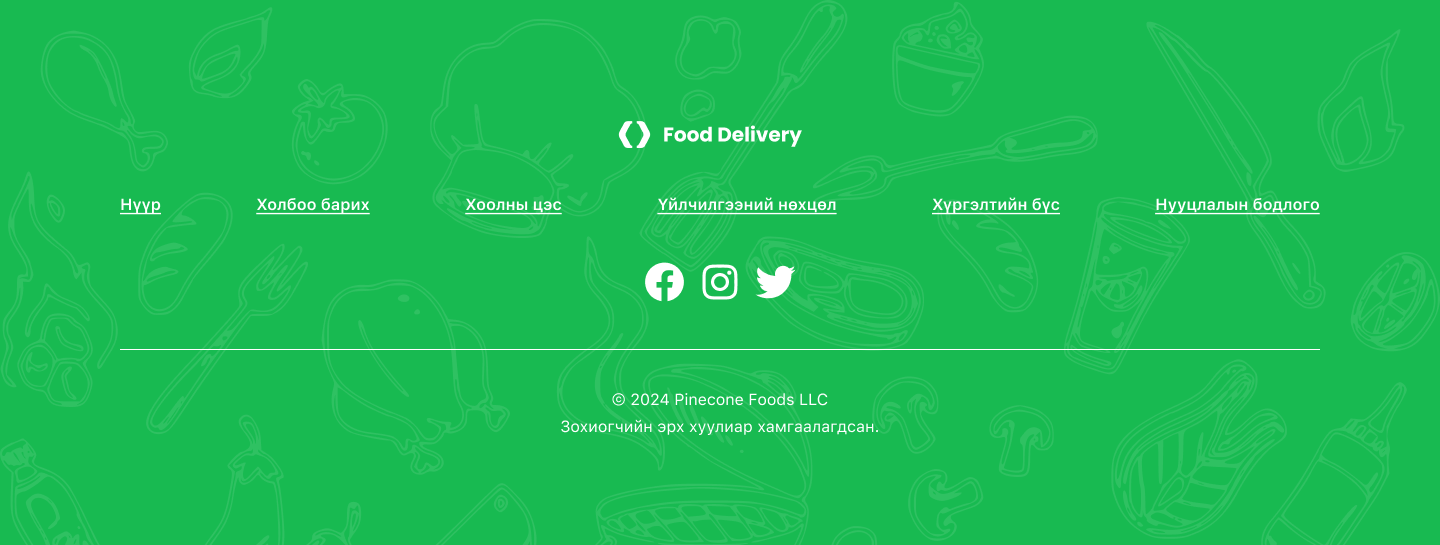 Food Delivery
Нүүр Холбоо барих Хоолны цэс Үйлчилгээний нөхцөл Хүргэлтийн бүс Нууцлалын бодлого
© 2024 Pinecone Foods LLC
Зохиогчийн эрх хуулиар хамгаалагдсан.